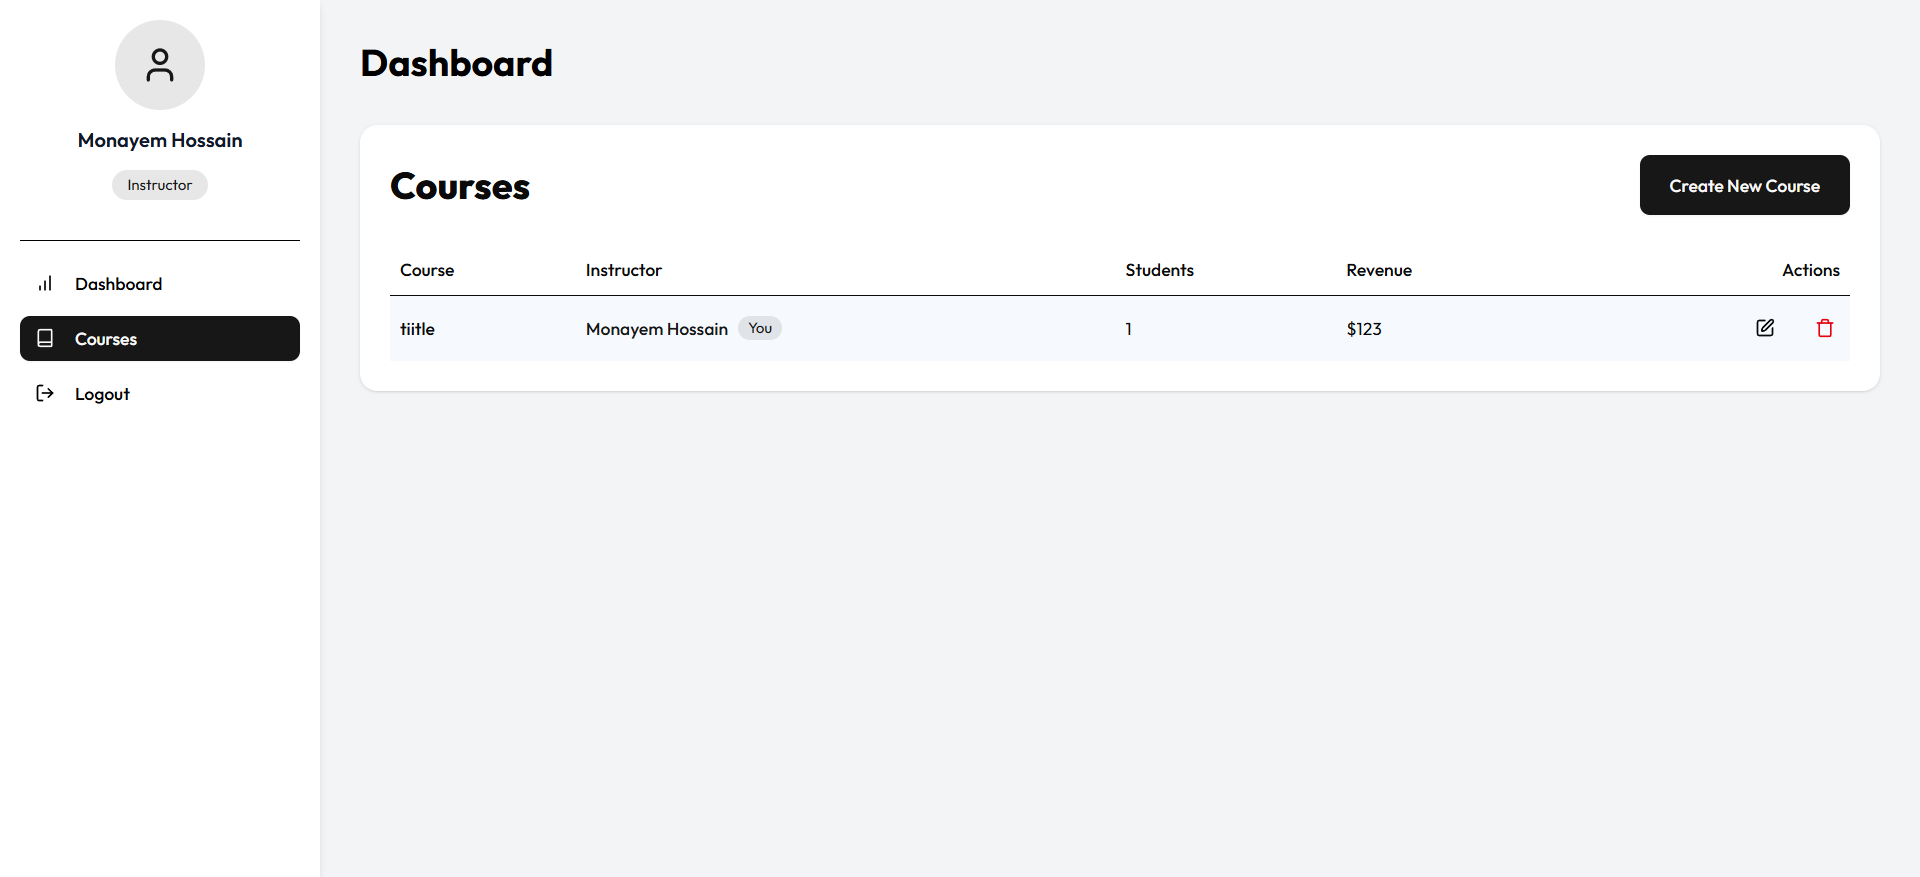 Monayem Hossain
Instructor
Dashboard
Courses
Logout
Dashboard
Courses
Create New Course
Course Instructor Students Revenue Actions
tiitle Monayem Hossain You 1 $123